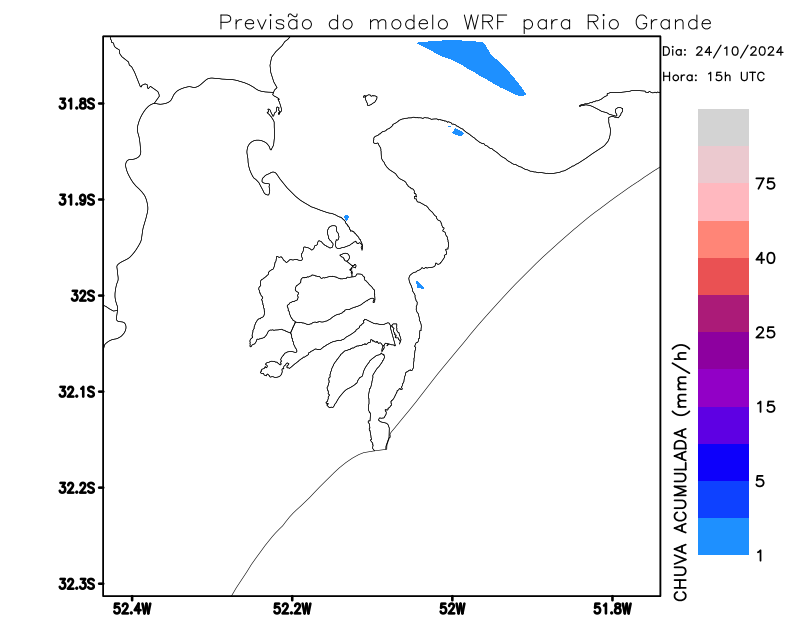 Previsão do modelo WRF para Rio Grande
Dia: 24/10/2024
Hora: 15h UTC
31.8S
31.9S
32S
32.1S
32.2S
32.3S
52.4W
52.2W
52W
51.8W
75
40
25
15
5
1
CHUVA ACUMULADA (mm/h)